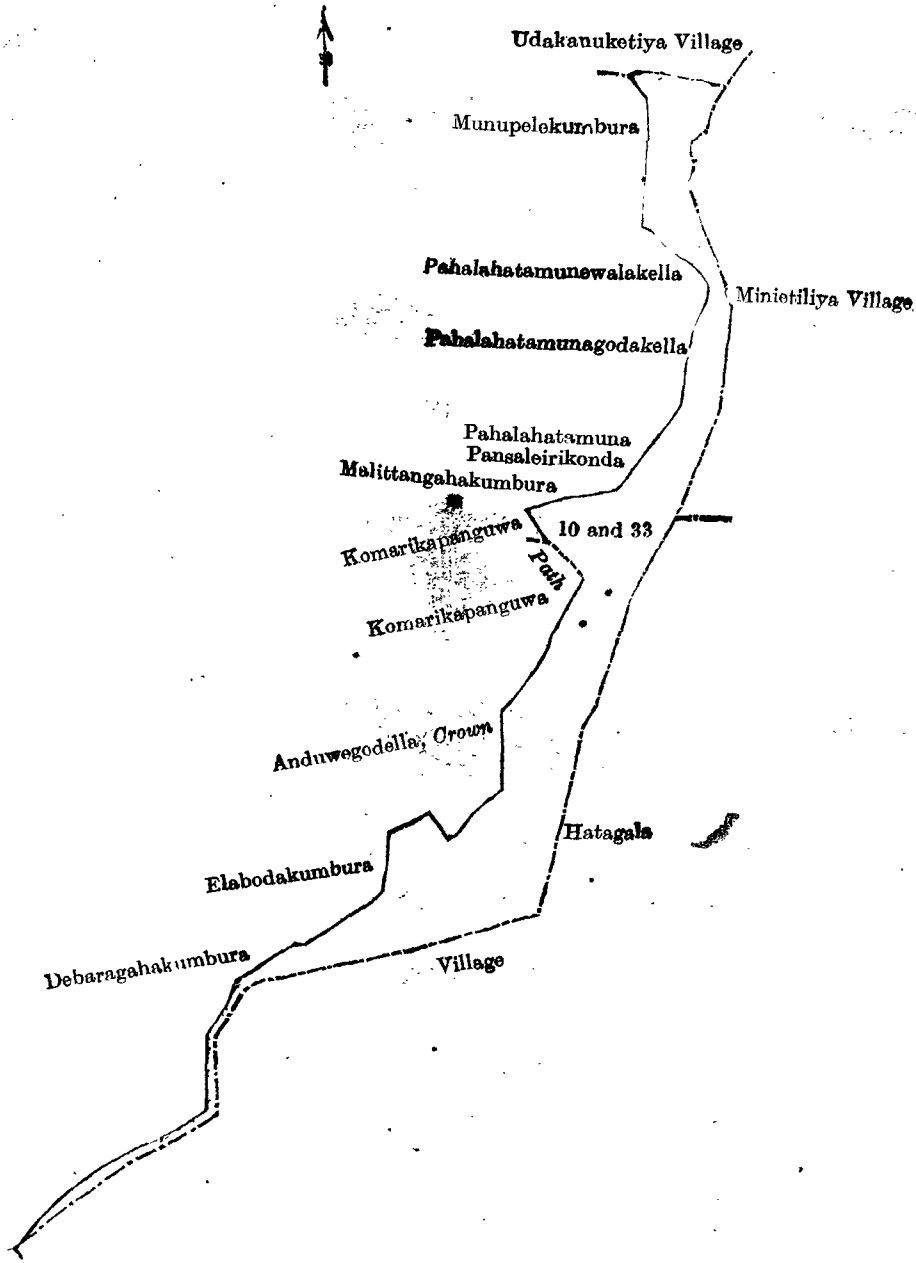 Udakanuketiya Village
Munupelekumbura
Pahalahatamunewalakella
Minietiliya Village
Pahalahatamunagodakella
Pahalahatamuna
Pansaleirikonda
Malittangahakumbura
Komarikapanguwa
10 and 33
Path
Komarikapanguwa
Anduwegodella, Crown
Hatagala
Elabodakumbura
Debaragahakumbura
Village